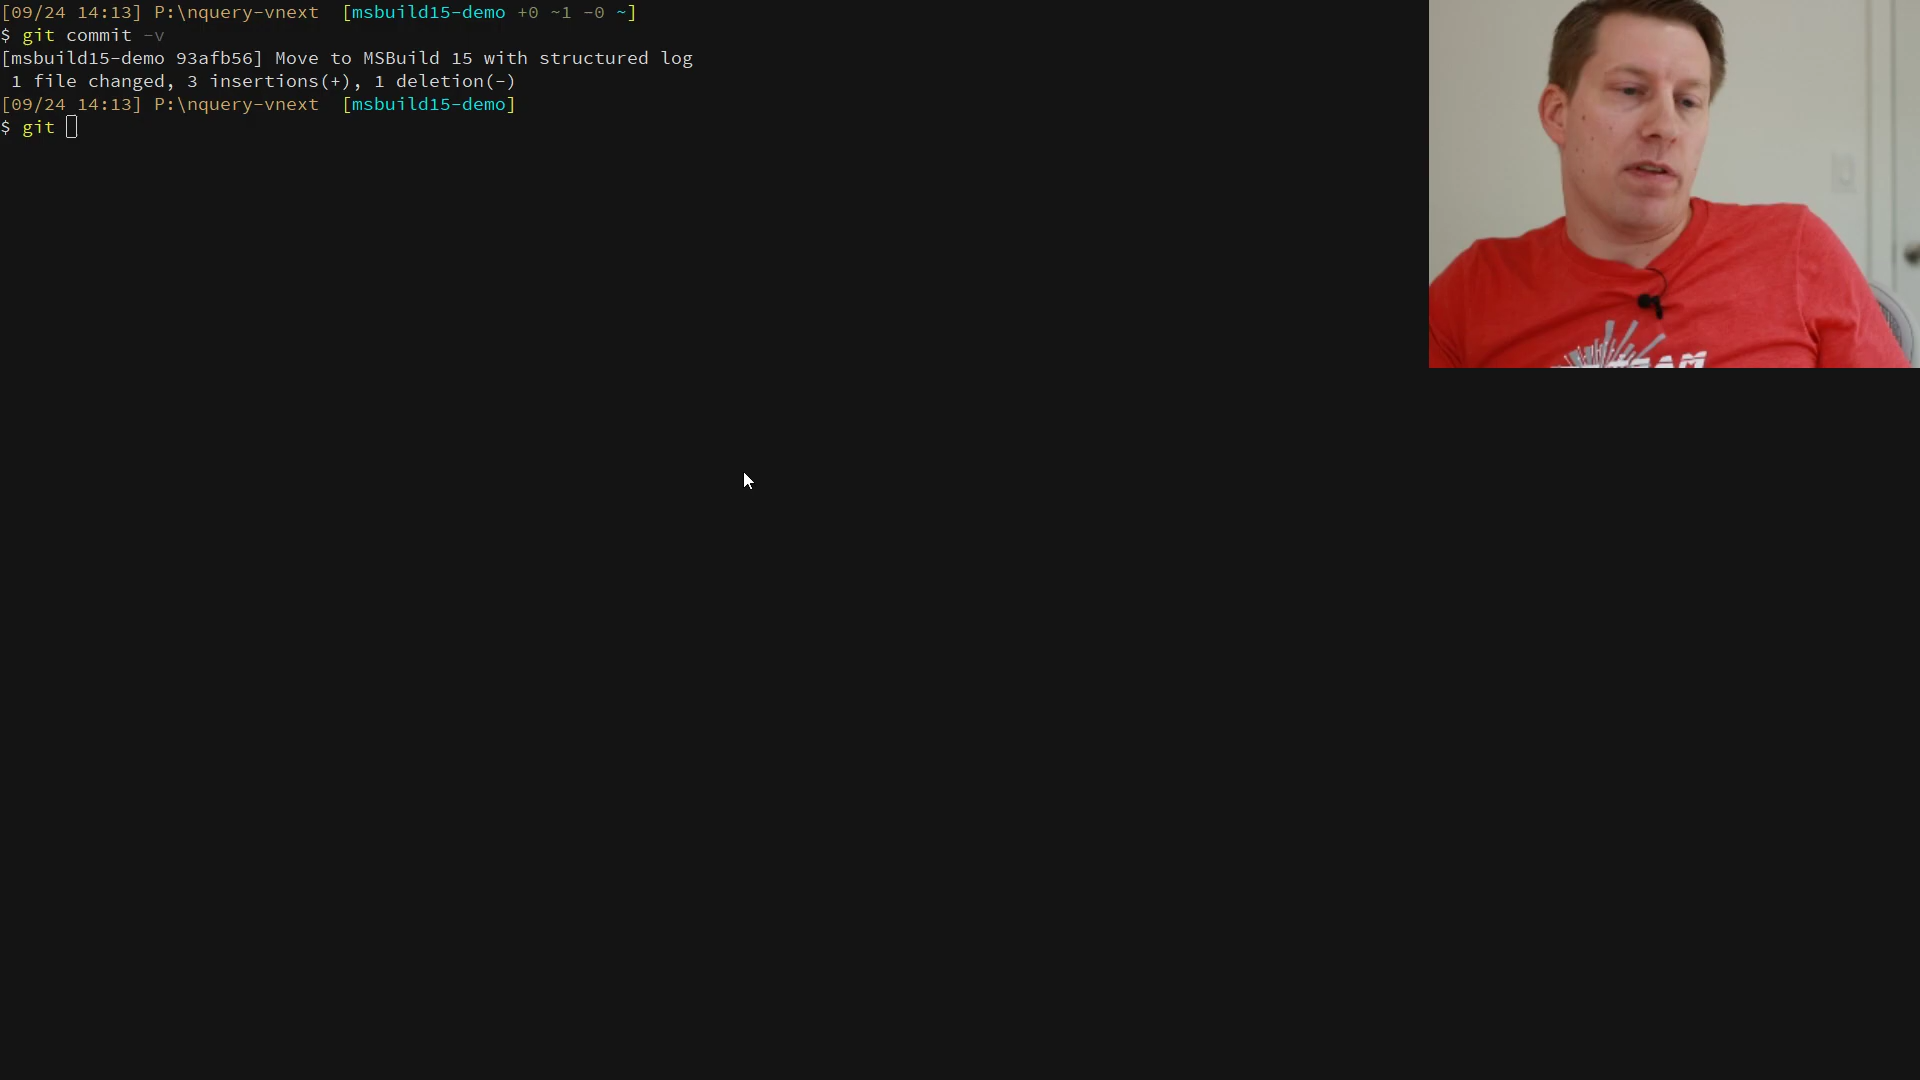 [09/24 14:13] P:\nquery-vnext  [msbuild15-demo +0 ~1 -0 ~]
$ git commit -v
[msbuild15-demo 93afb56] Move to MSBuild 15 with structured log
 1 file changed, 3 insertions(+), 1 deletion(-)
[09/24 14:13] P:\nquery-vnext  [msbuild15-demo]
$ git